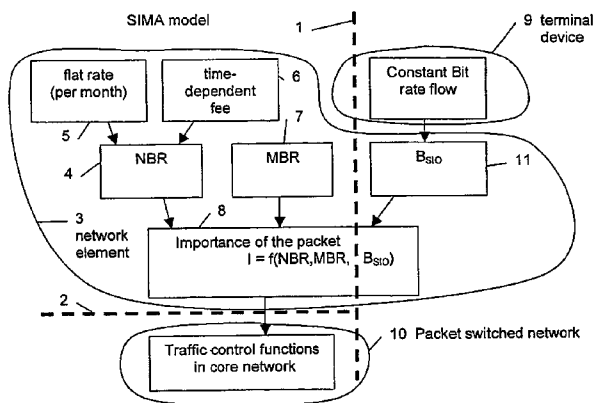 SIMA model
1
9 terminal
device
flat rate
(per month)
time-
dependent
fee
6
Constant Bit
rate flow
5
7
4
NBR
MBR
BSIO
11
8
3
network
element
Importance of the packet
I = f(NBR,MBR, BSIO)
2
10 Packet switched network
Traffic control functions
in core network